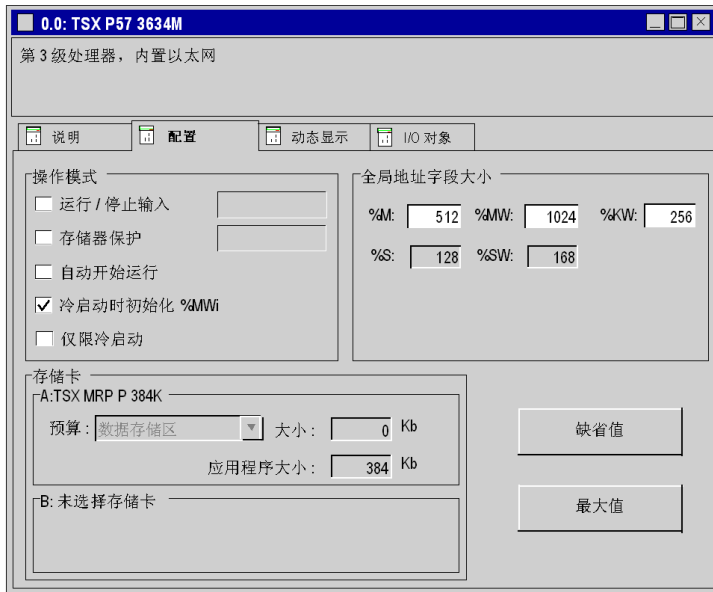 0.0: TSX P57 3634M
第 3 级处理器，内置以太网
说明
配置
动态显示
I/O 对象
操作模式
运行 / 停止输入
存储器保护
自动开始运行
冷启动时初始化 %MWi
仅限冷启动
全局地址字段大小
%M: 512 %MW: 1024 %KW: 256
%S: 128 %SW: 168
存储卡
A:TSX MRP P 384K
预算: 数据存储区 大小: 0 Kb
应用程序大小: 384 Kb
B: 未选择存储卡
缺省值
最大值